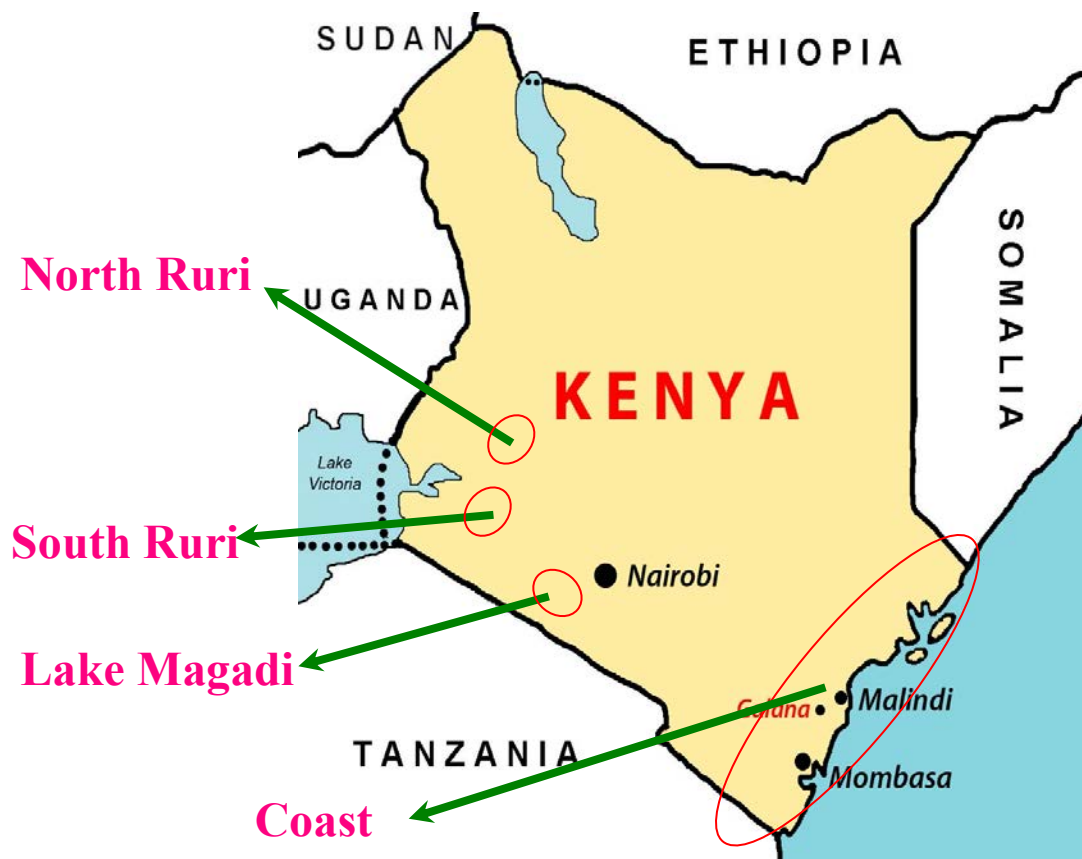 SUDAN
ETHIOPIA
SOMALIA
North Ruri
UGANDA
KENYA
Lake
Victoria
South Ruri
Nairobi
Lake Magadi
Galana
Malindi
TANZANIA
Mombasa
Coast